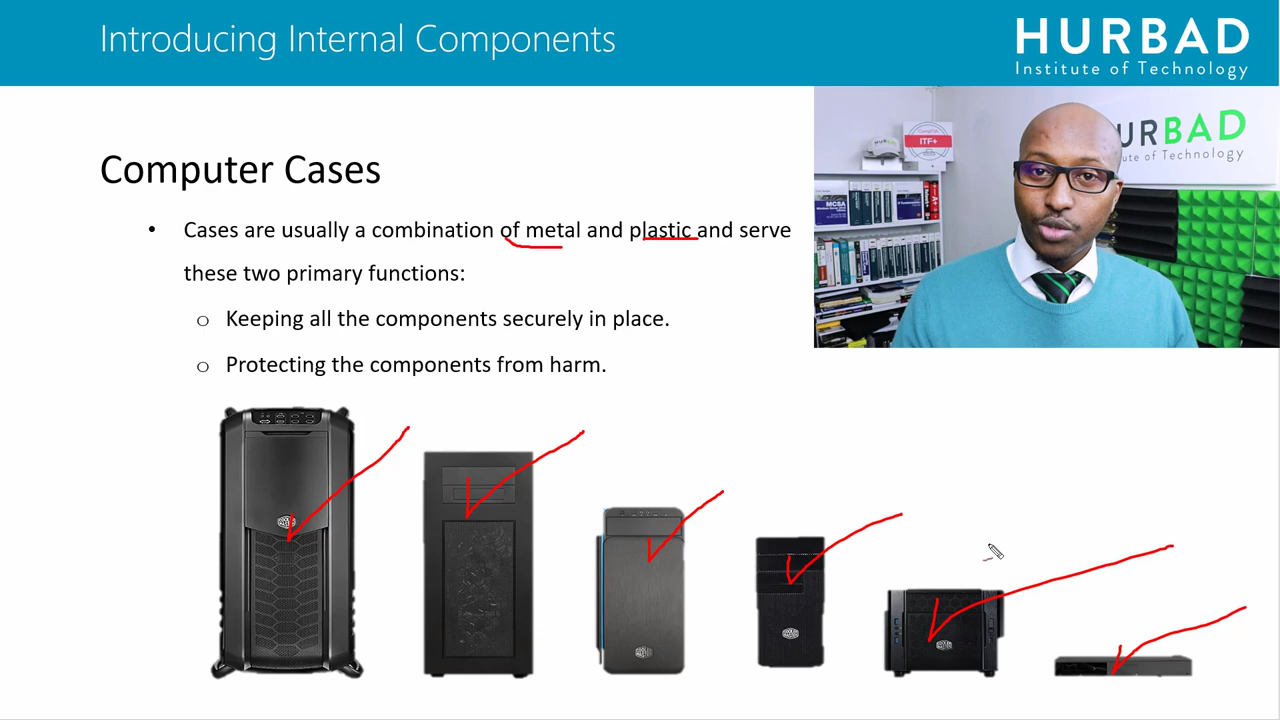 Introducing Internal Components
HURBAD
Institute of Technology
URBAD
ute of Technology
HURBAD
ITF+
MCSA
Computer Cases
• Cases are usually a combination of metal and plastic and serve
these two primary functions:
o Keeping all the components securely in place.
o Protecting the components from harm.